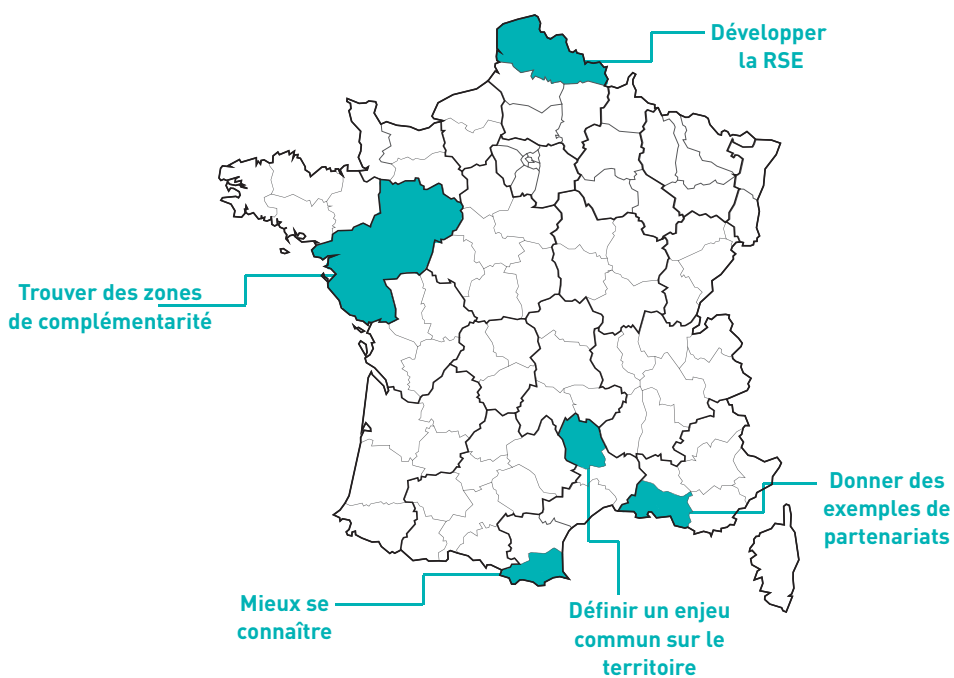 Développer
la RSE
Trouver des zones
de complémentarité
Donner des
exemples de
partenariats
Mieux se
connaître
Définir un enjeu
commun sur le
territoire